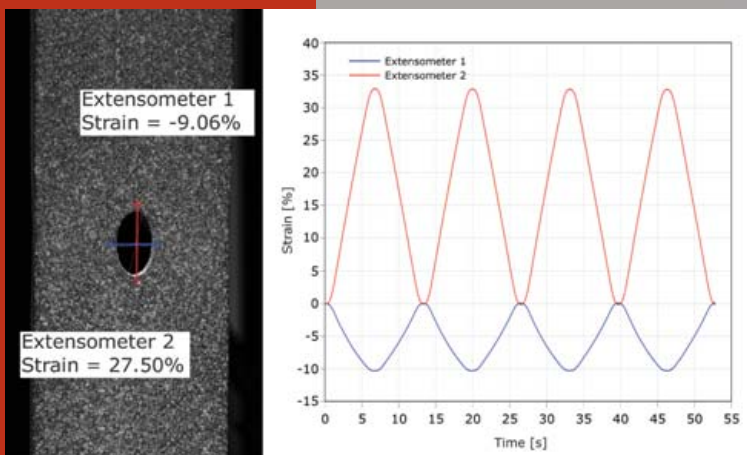 Extensometer 1
Strain = -9.06%
Extensometer 2
Strain = 27.50%
40
35
30
25
20
15
10
5
0
-5
-10
-15
Strain [%]
Extensometer 1
Extensometer 2
0 5 10 15 20 25 30 35 40 45 50 55
Time [s]